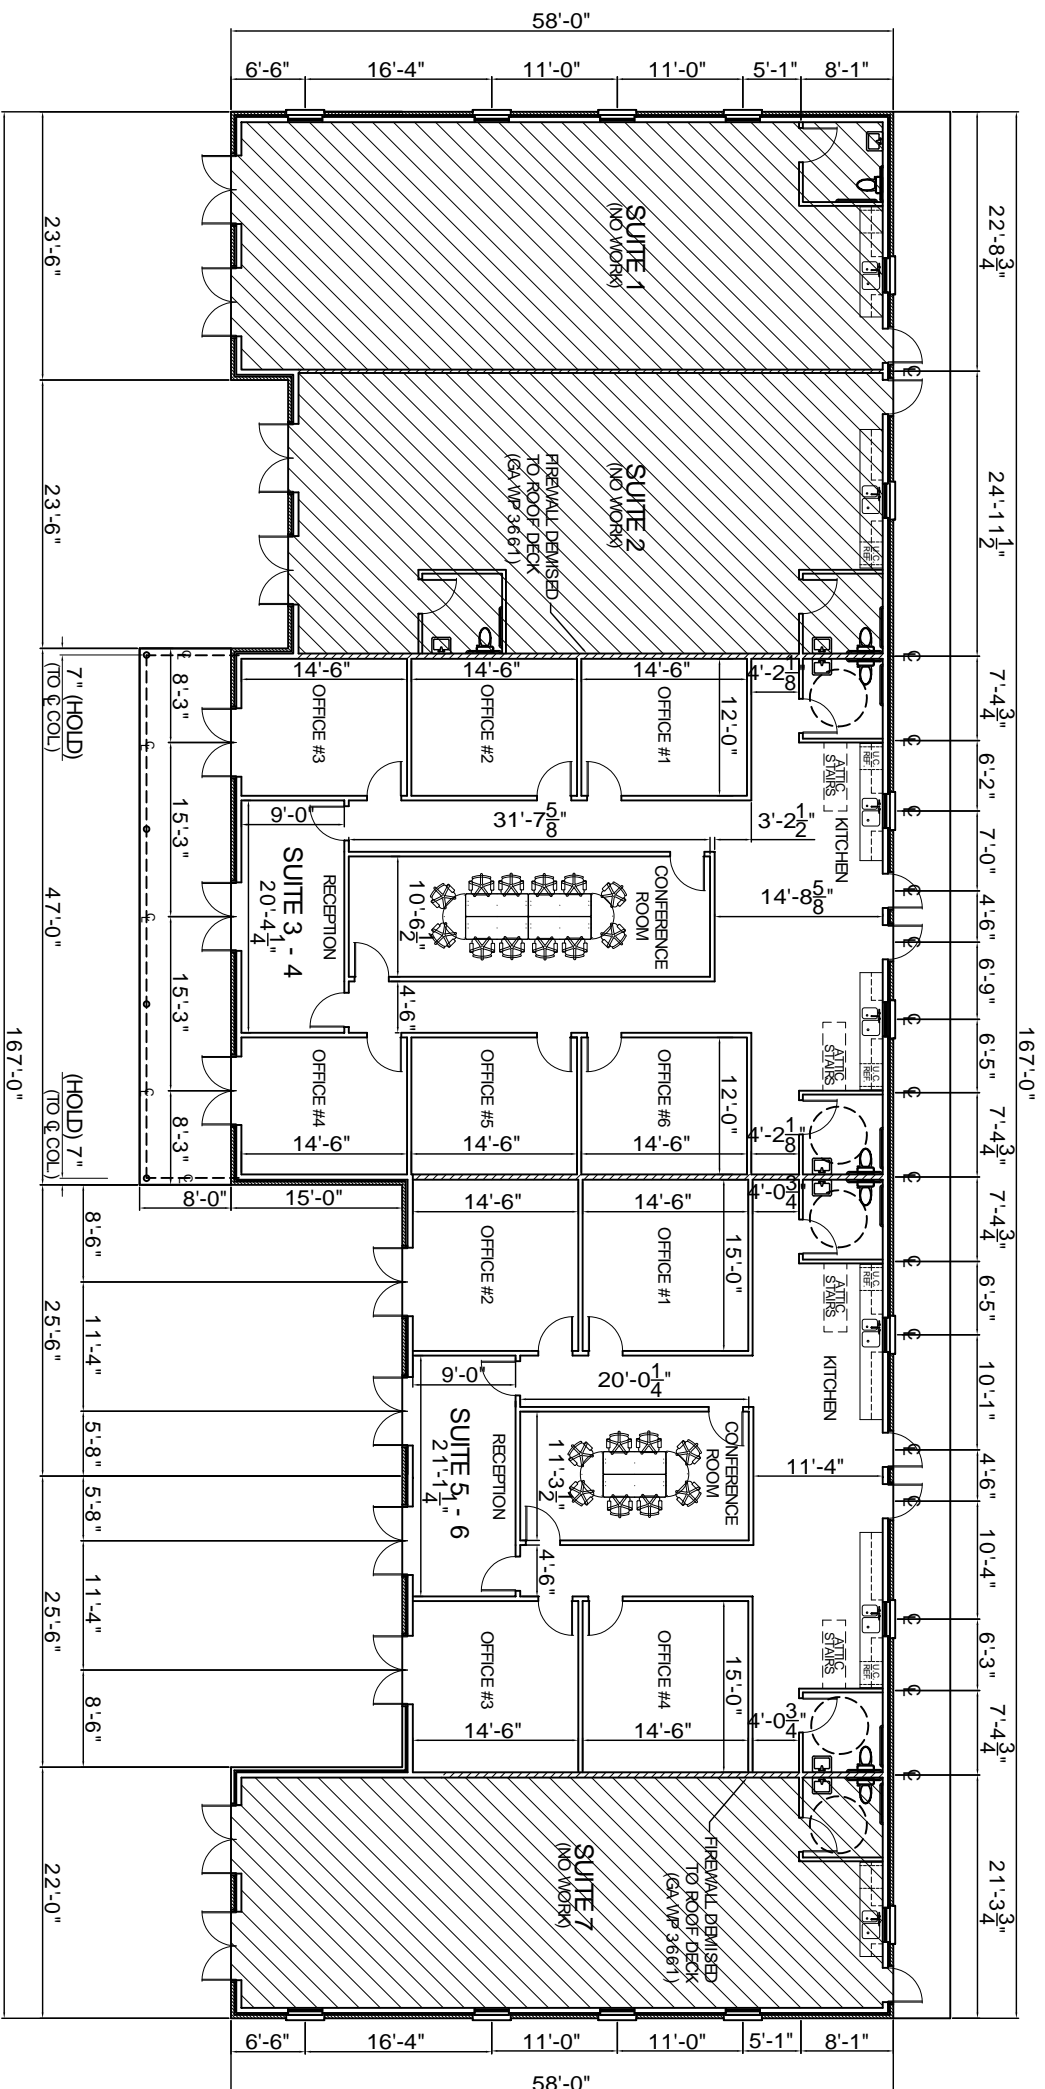 58'-0"
6'-6"
16'-4"
11'-0"
11'-0"
5'-1"
8'-1"
167'-0"
22'-8 3/4"
24'-11 1/2"
7'-4 3/4"
6'-2"
7'-0"
4'-6"
6'-9"
6'-5"
7'-4 3/4"
7'-4 3/4"
6'-5"
10'-1"
4'-6"
10'-4"
6'-3"
7'-4 3/4"
21'-3 3/4"
SUITE 1
(NO WORK)
SUITE 2
(NO WORK)
FIREWALL DEMISED
TO ROOF DECK
(GA WP 3661)
U.C.
REF.
14'-6"
14'-6"
14'-6"
4'-2 1/8"
OFFICE #3
OFFICE #2
OFFICE #1
12'-0"
U.C.
REF.
ATTIC
STAIRS
KITCHEN
9'-0"
31'-7 5/8"
3'-2 1/2"
14'-8 5/8"
RECEPTION
SUITE 3 - 4
20'-4 1/4"
CONFERENCE
ROOM
10'-6 1/2"
4'-6"
U.C.
REF.
ATTIC
STAIRS
OFFICE #4
OFFICE #5
OFFICE #6
12'-0"
14'-6"
14'-6"
14'-6"
4'-2 1/8"
14'-6"
14'-6"
4'-0 3/4"
OFFICE #2
OFFICE #1
15'-0"
U.C.
REF.
ATTIC
STAIRS
KITCHEN
9'-0"
20'-0 1/4"
11'-4"
RECEPTION
SUITE 5 - 6
21'-1 1/4"
CONFERENCE
ROOM
11'-3 1/2"
4'-6"
U.C.
REF.
ATTIC
STAIRS
OFFICE #3
OFFICE #4
15'-0"
14'-6"
14'-6"
4'-0 3/4"
FIREWALL DEMISED
TO ROOF DECK
(GA WP 3661)
SUITE 7
(NO WORK)
8'-3"
15'-3"
15'-3"
8'-3"
7" (HOLD)
(TO ℄ COL.)
(HOLD) 7"
(TO ℄ COL.)
8'-0"
15'-0"
8'-6"
11'-4"
5'-8"
5'-8"
11'-4"
8'-6"
23'-6"
23'-6"
47'-0"
25'-6"
25'-6"
22'-0"
167'-0"
6'-6"
16'-4"
11'-0"
11'-0"
5'-1"
8'-1"
58'-0"